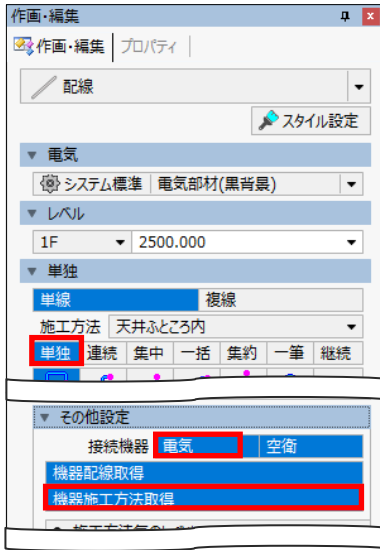 作画・編集
作画・編集 プロパティ
配線
スタイル設定
電気
システム標準 電気部材(黒背景)
レベル
1F 2500.000
単独
単線 複線
施工方法 天井ふところ内
単独 連続 集中 一括 集約 一筆 継続
その他設定
接続機器 電気 空衛
機器配線取得
機器施工方法取得